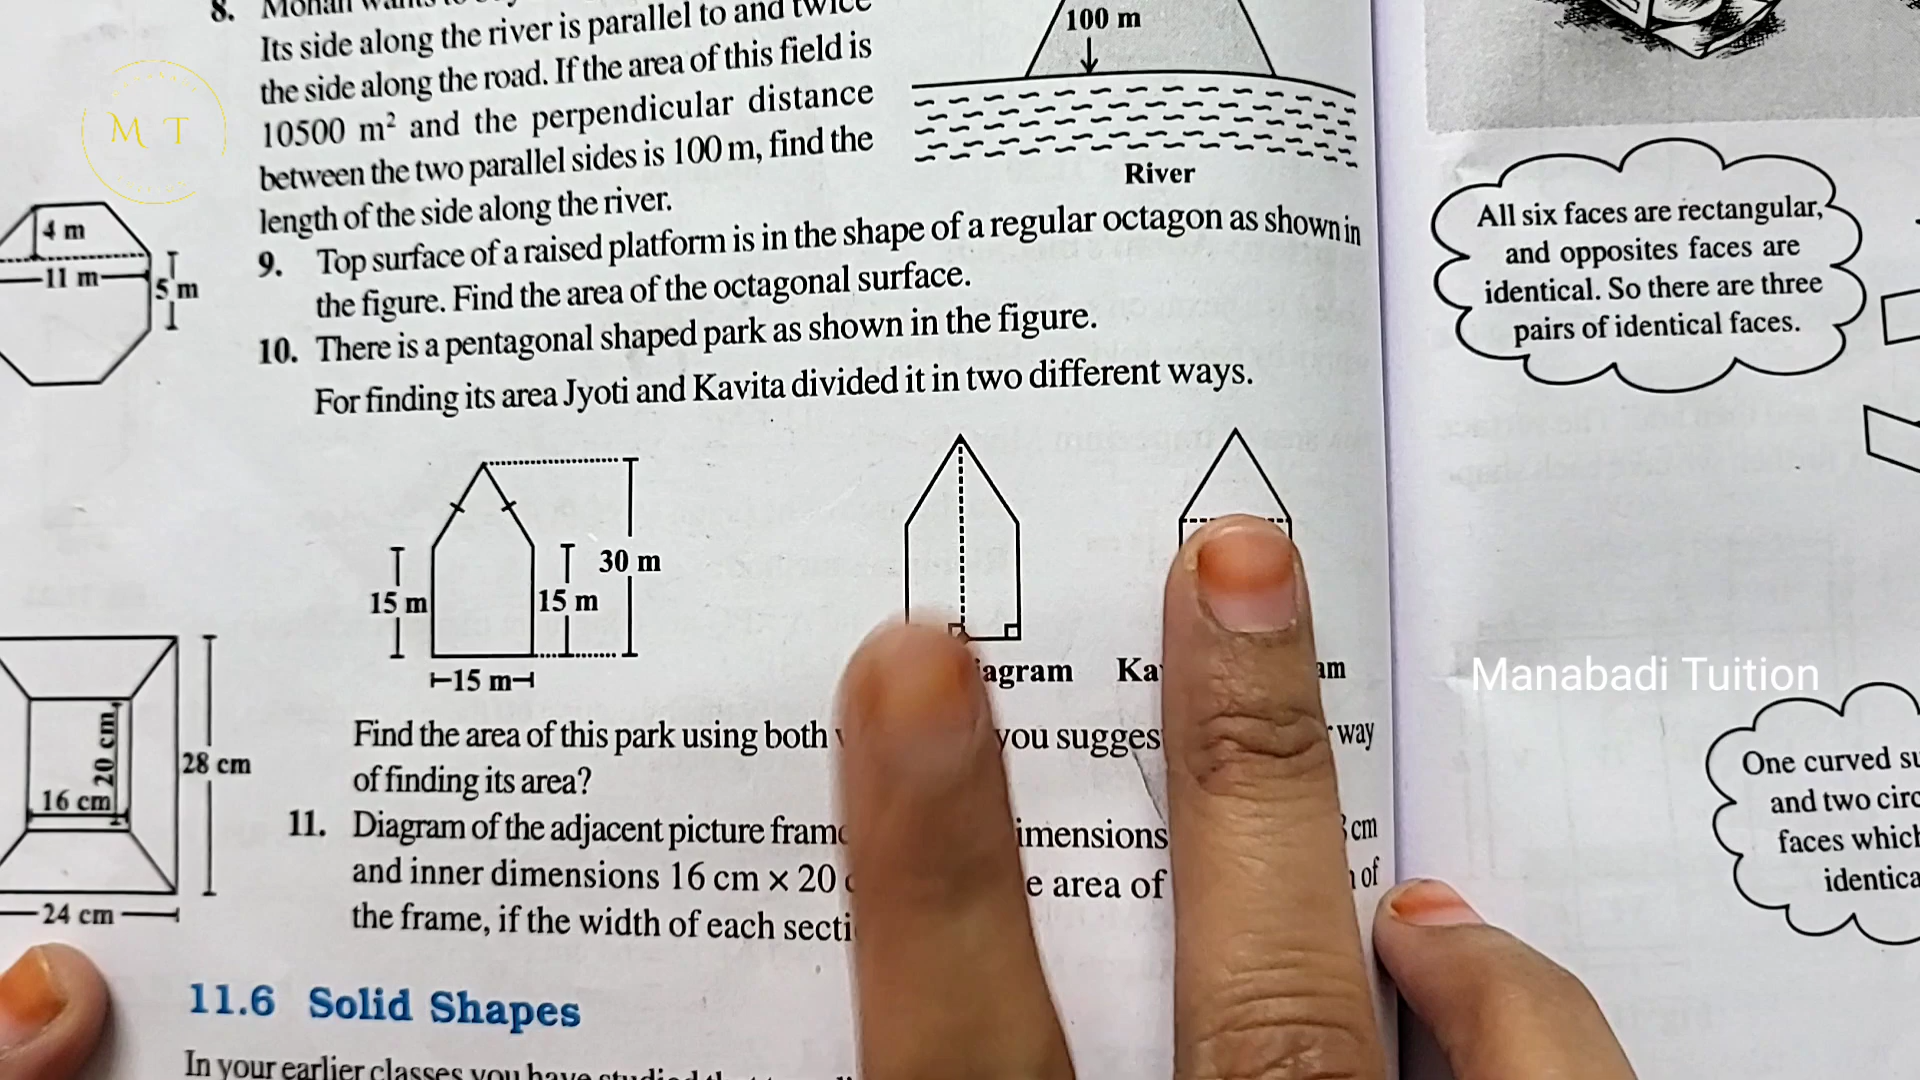 8.
Its side along the river is parallel to and twice
the side along the road. If the area of this field is
10500 m² and the perpendicular distance
between the two parallel sides is 100 m, find the
length of the side along the river.
100 m
River
M T
4 m
11 m
5 m
9. Top surface of a raised platform is in the shape of a regular octagon as shown in
the figure. Find the area of the octagonal surface.
10. There is a pentagonal shaped park as shown in the figure.
For finding its area Jyoti and Kavita divided it in two different ways.
30 m
15 m
15 m
15 m
agram Ka am
Find the area of this park using both you sugges way
of finding its area?
28 cm
20 cm
16 cm
24 cm
11. Diagram of the adjacent picture fram imensions cm
and inner dimensions 16 cm × 20 e area of of
the frame, if the width of each secti
11.6 Solid Shapes
In your earlier classes you have studied
All six faces are rectangular,
and opposites faces are
identical. So there are three
pairs of identical faces.
Manabadi Tuition
One curved su
and two circ
faces which
identica